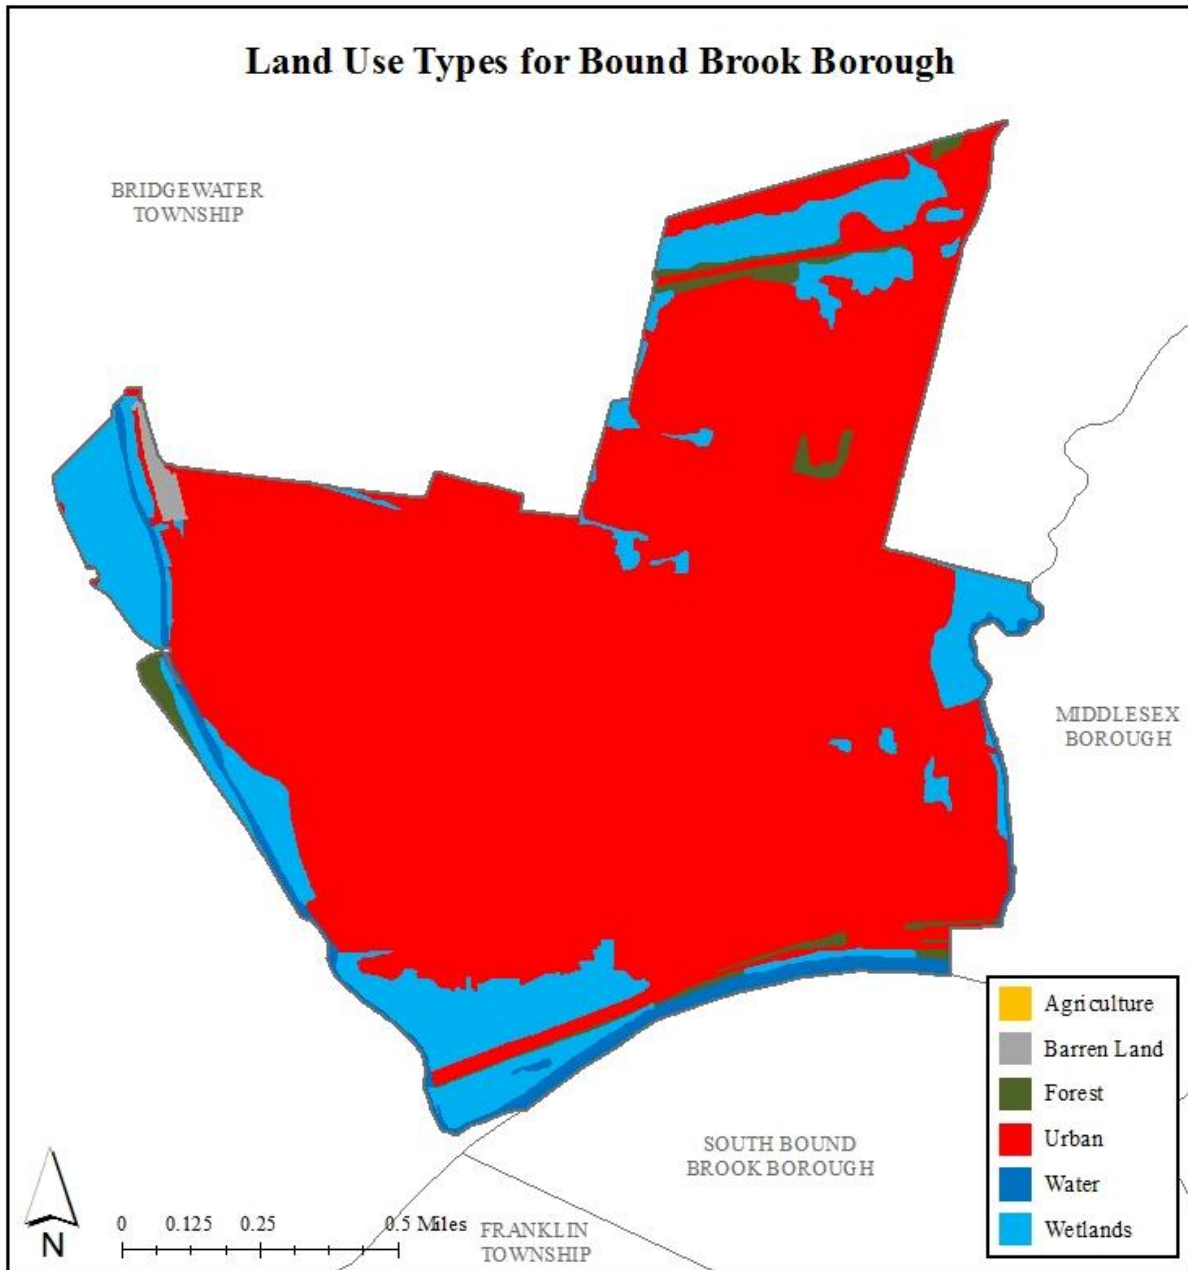 Land Use Types for Bound Brook Borough
BRIDGEWATER
TOWNSHIP
MIDDLESEX
BOROUGH
Agriculture
Barren Land
Forest
Urban
Water
Wetlands
SOUTH BOUND
BROOK BOROUGH
0 0.125 0.25 0.5 Miles
N
FRANKLIN
TOWNSHIP